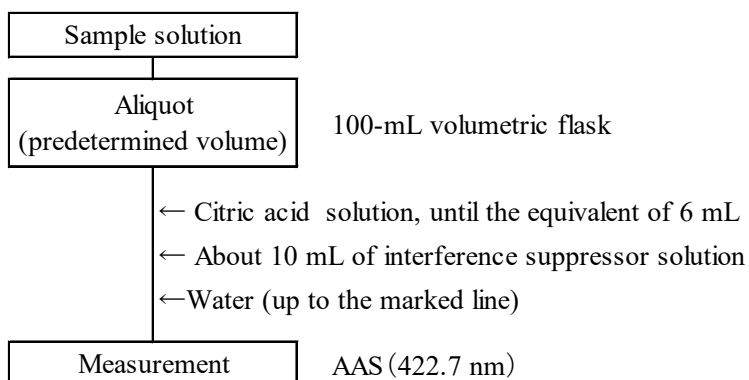 Sample solution
Aliquot
(predetermined volume)
100-mL volumetric flask
← Citric acid solution, until the equivalent of 6 mL
← About 10 mL of interference suppressor solution
←Water (up to the marked line)
Measurement
AAS(422.7 nm)